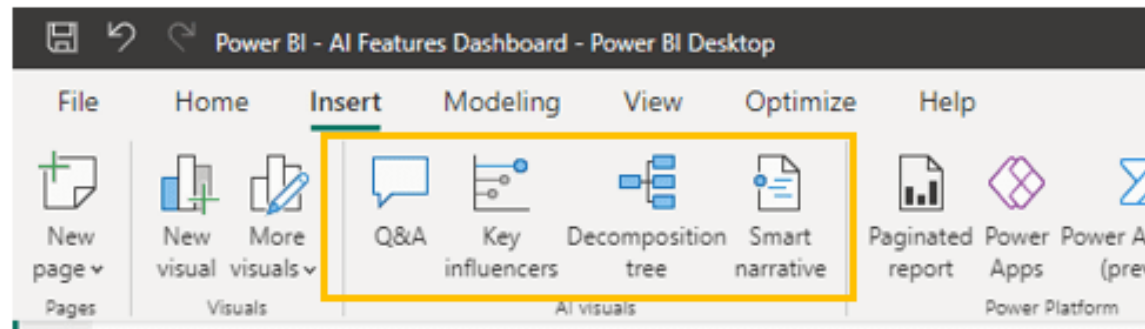 Power BI - AI Features Dashboard - Power BI Desktop
File Home Insert Modeling View Optimize Help
New page
New visual
More visuals
Q&A
Key influencers
Decomposition tree
Smart narrative
Paginated report
Power Apps
Power A
(prev
Pages Visuals AI visuals Power Platform